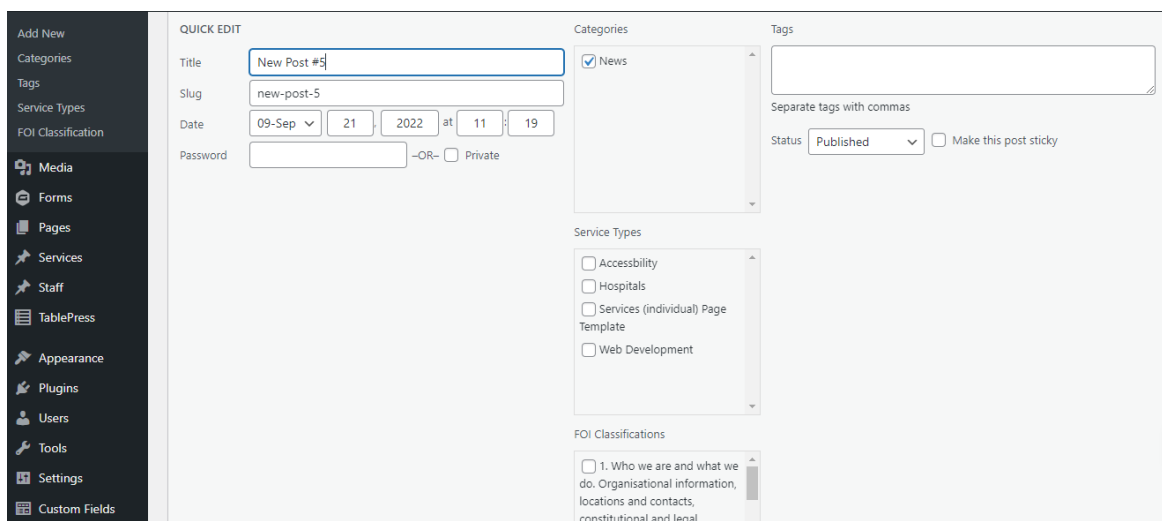 Add New
Categories
Tags
Service Types
FOI Classification
Media
Forms
Pages
Services
Staff
TablePress
Appearance
Plugins
Users
Tools
Settings
Custom Fields
QUICK EDIT
Title New Post #5
Slug new-post-5
Date 09-Sep 21 , 2022 at 11 : 19
Password –OR– Private
Categories
News
Service Types
Accessbility
Hospitals
Services (individual) Page
Template
Web Development
FOI Classifications
1. Who we are and what we
do. Organisational information,
locations and contacts,
constitutional and legal
Tags
Separate tags with commas
Status Published Make this post sticky